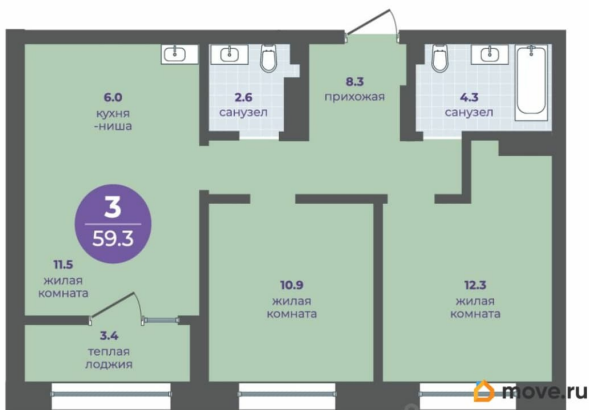 6.0
кухня
-ниша
2.6
санузел
8.3
прихожая
4.3
санузел
3
59.3
11.5
жилая
комната
10.9
жилая
комната
12.3
жилая
комната
3.4
теплая
лоджия
move.ru